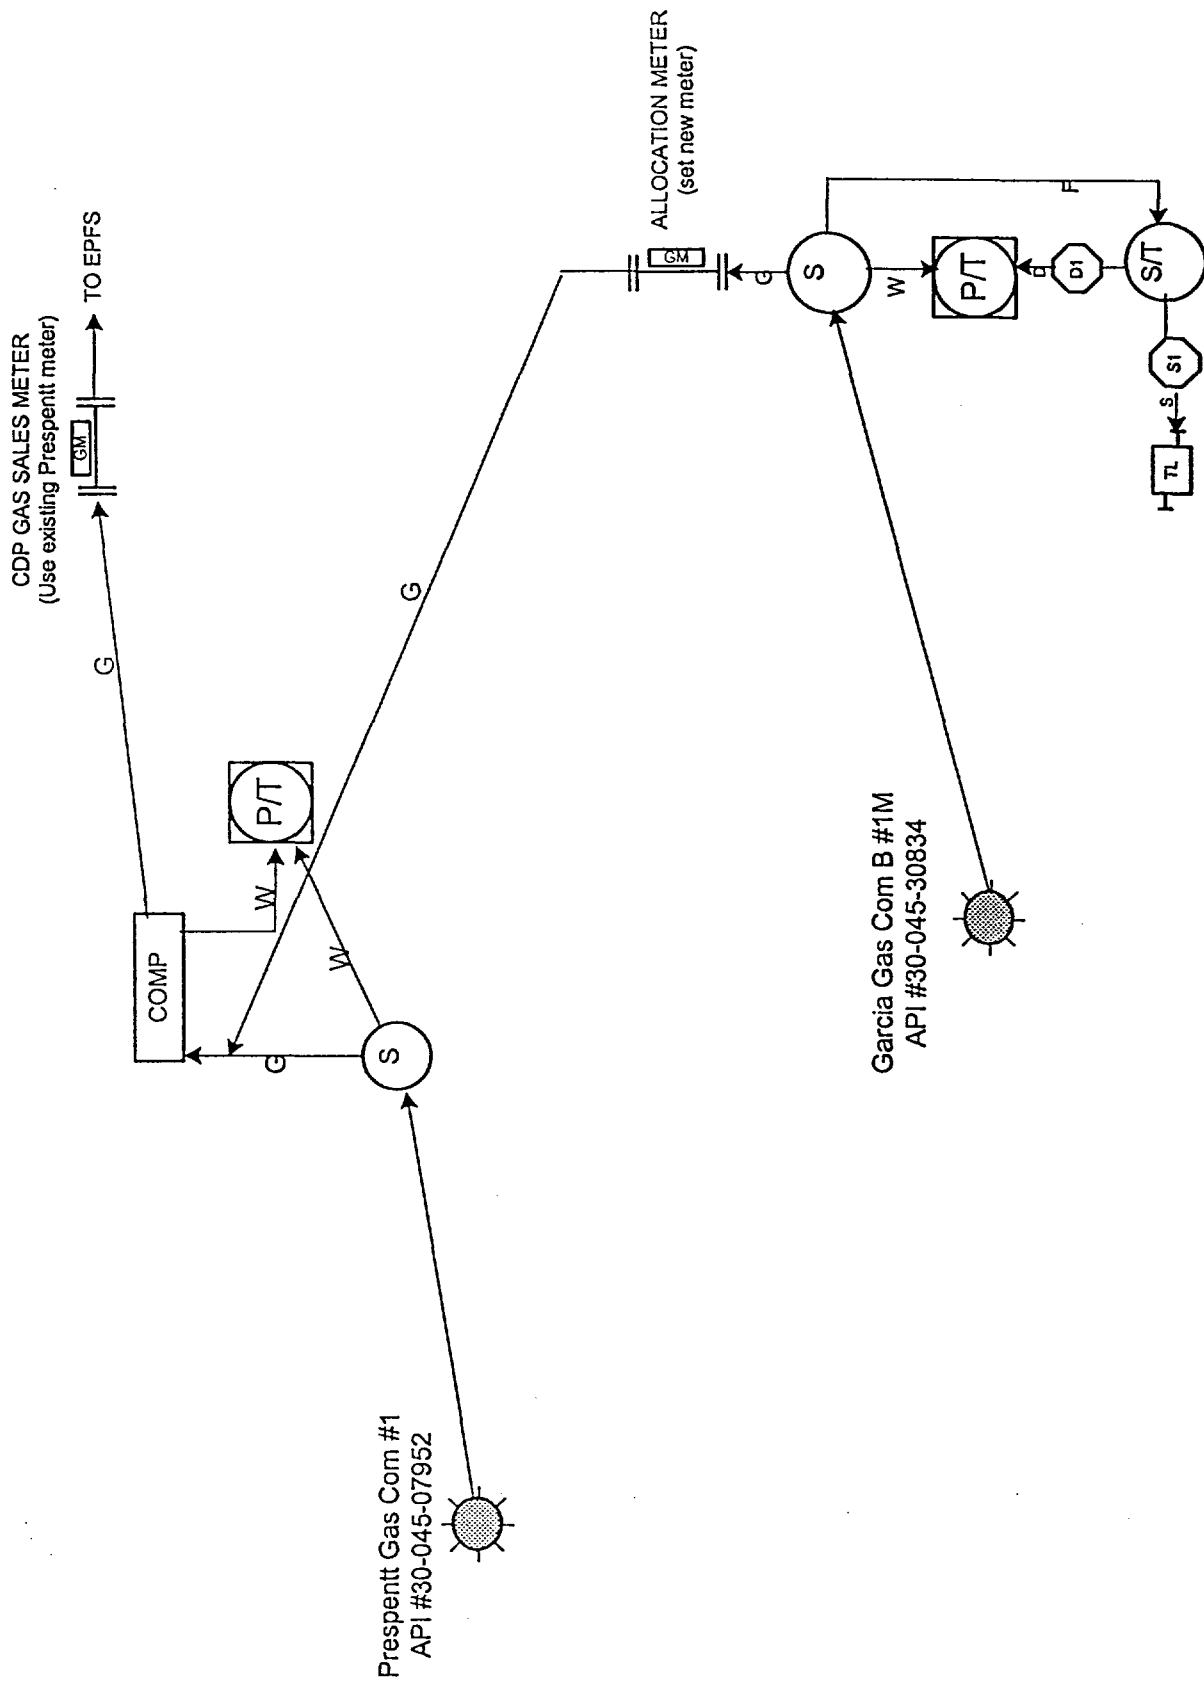 CDP GAS SALES METER
(Use existing Prespentt meter)
GM
TO EPFS
G
COMP
W
P/T
W
G
S
G
ALLOCATION METER
(set new meter)
GM
G
S
W
P/T
D
D1
S/T
S1
S
TL
Prespentt Gas Com #1
API #30-045-07952
Garcia Gas Com B #1M
API #30-045-30834